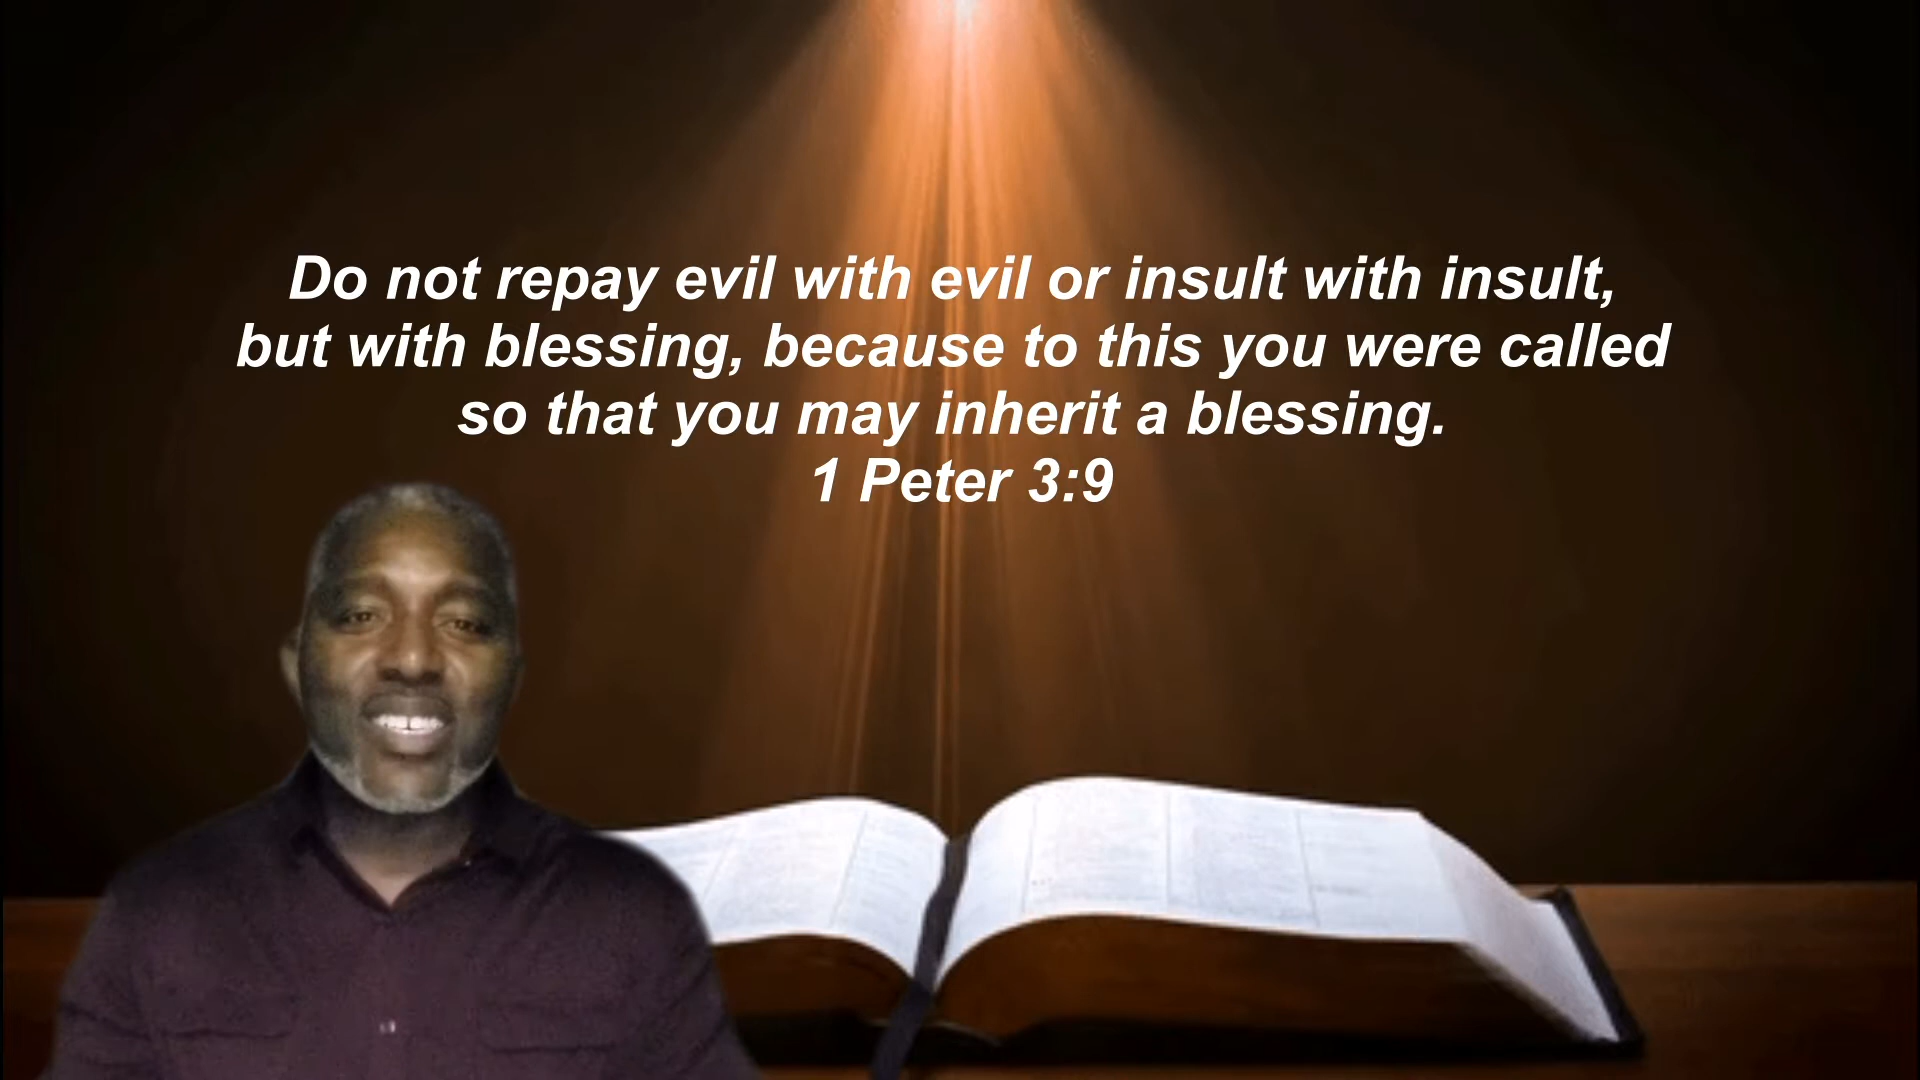 Do not repay evil with evil or insult with insult,
but with blessing, because to this you were called
so that you may inherit a blessing.
1 Peter 3:9